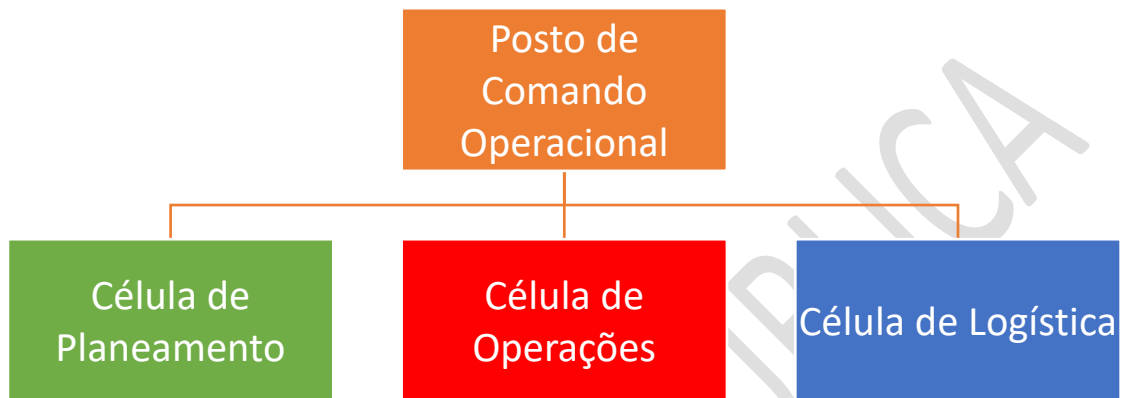 Posto de
Comando
Operacional
Célula de
Planeamento
Célula de
Operações
Célula de Logística